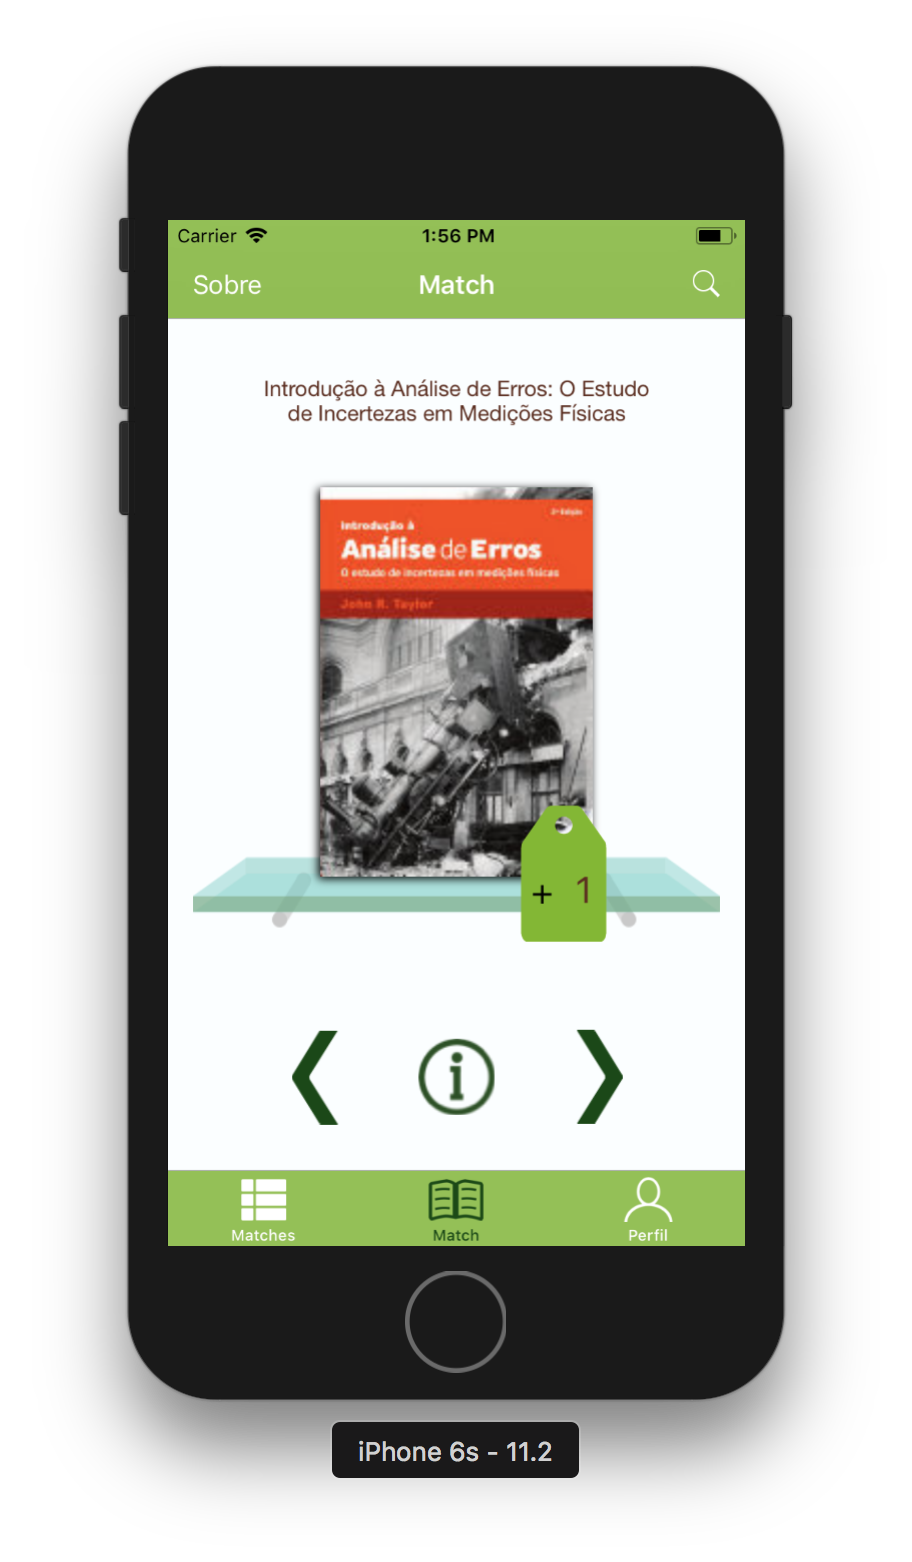 Carrier
1:56 PM
Sobre
Match
Introdução à Análise de Erros: O Estudo
de Incertezas em Medições Físicas
2ª Edição
Introdução à
Análise de Erros
O estudo de incertezas em medições físicas
John R. Taylor
+ 1
Matches
Match
Perfil
iPhone 6s - 11.2